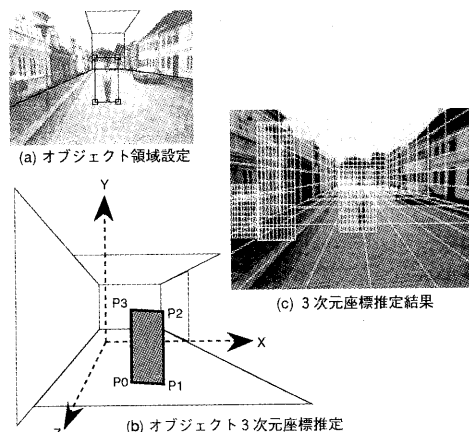 (a) オブジェクト領域設定
Y
P3
P2
X
P0
P1
Z
(b) オブジェクト3次元座標推定
(c) 3次元座標推定結果